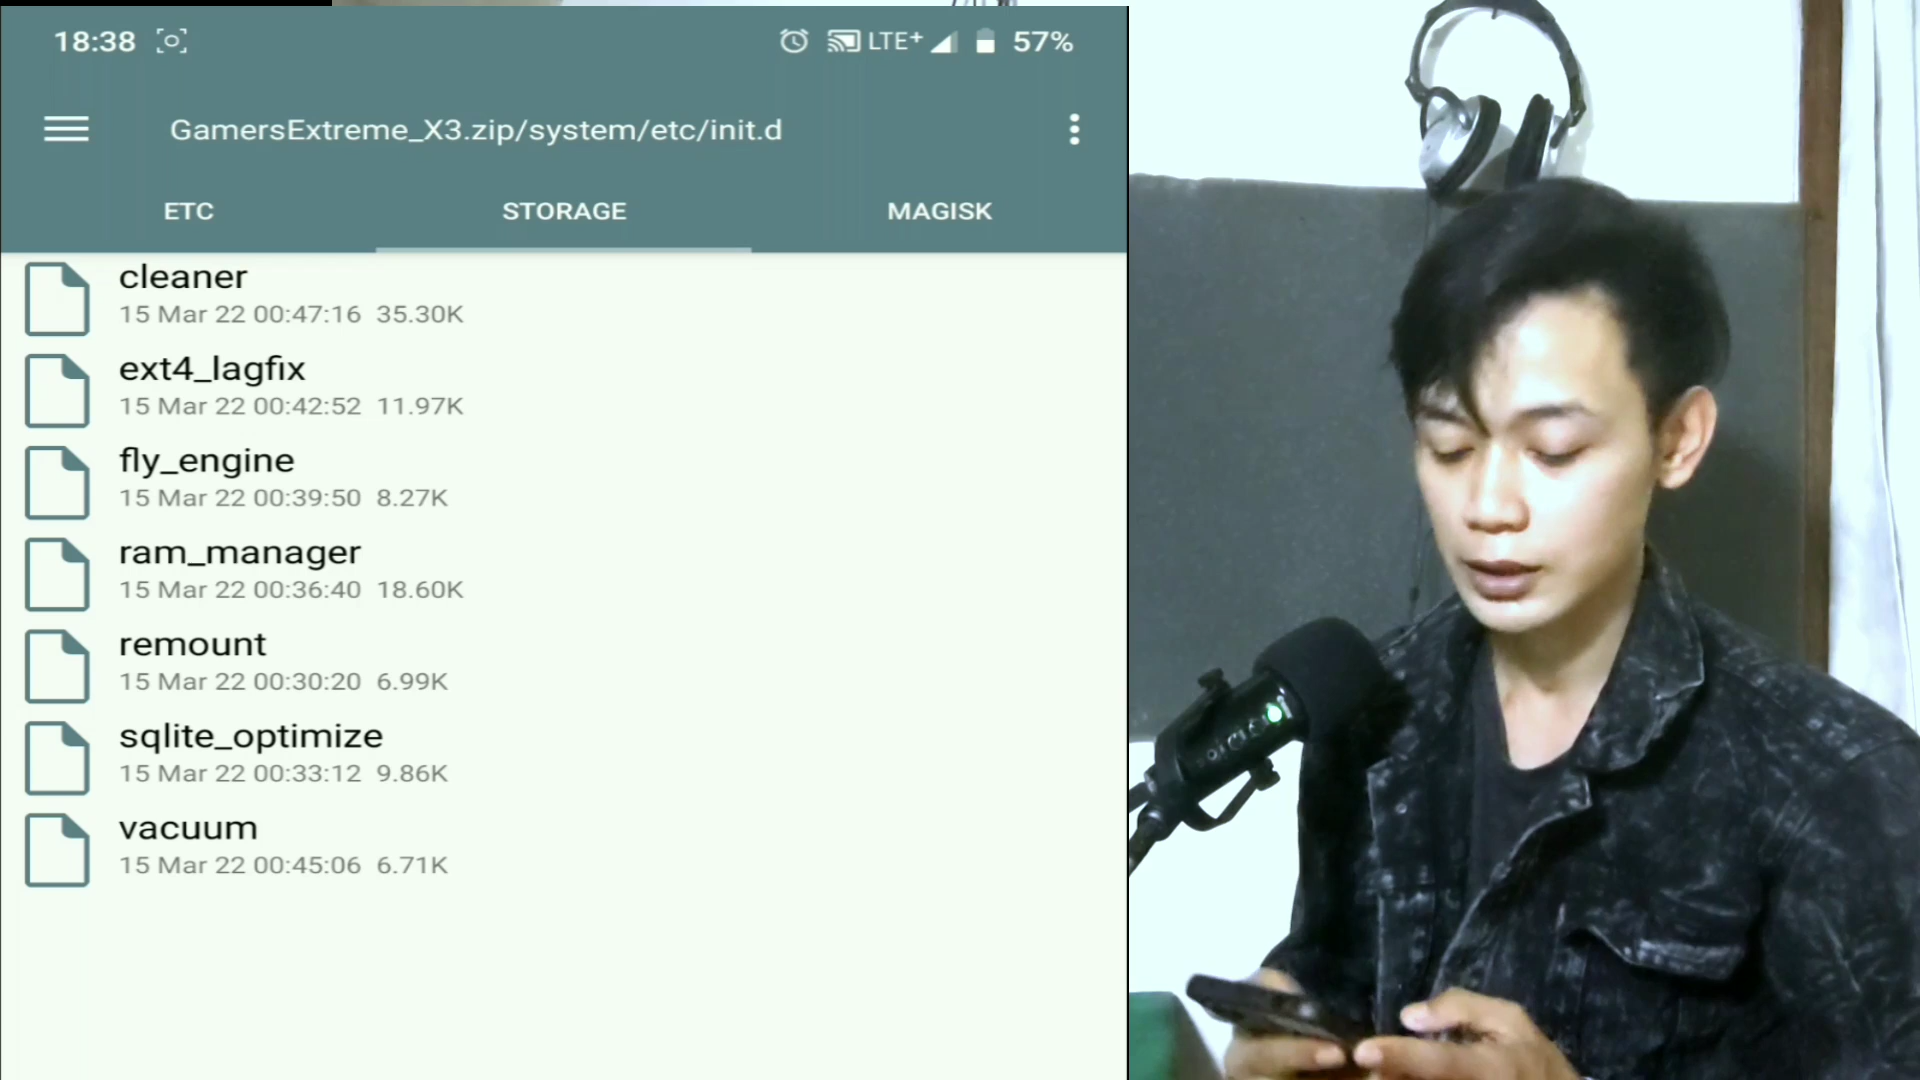 18:38 LTE+ 57%
GamersExtreme_X3.zip/system/etc/init.d
ETC STORAGE MAGISK
cleaner
15 Mar 22 00:47:16 35.30K
ext4_lagfix
15 Mar 22 00:42:52 11.97K
fly_engine
15 Mar 22 00:39:50 8.27K
ram_manager
15 Mar 22 00:36:40 18.60K
remount
15 Mar 22 00:30:20 6.99K
sqlite_optimize
15 Mar 22 00:33:12 9.86K
vacuum
15 Mar 22 00:45:06 6.71K